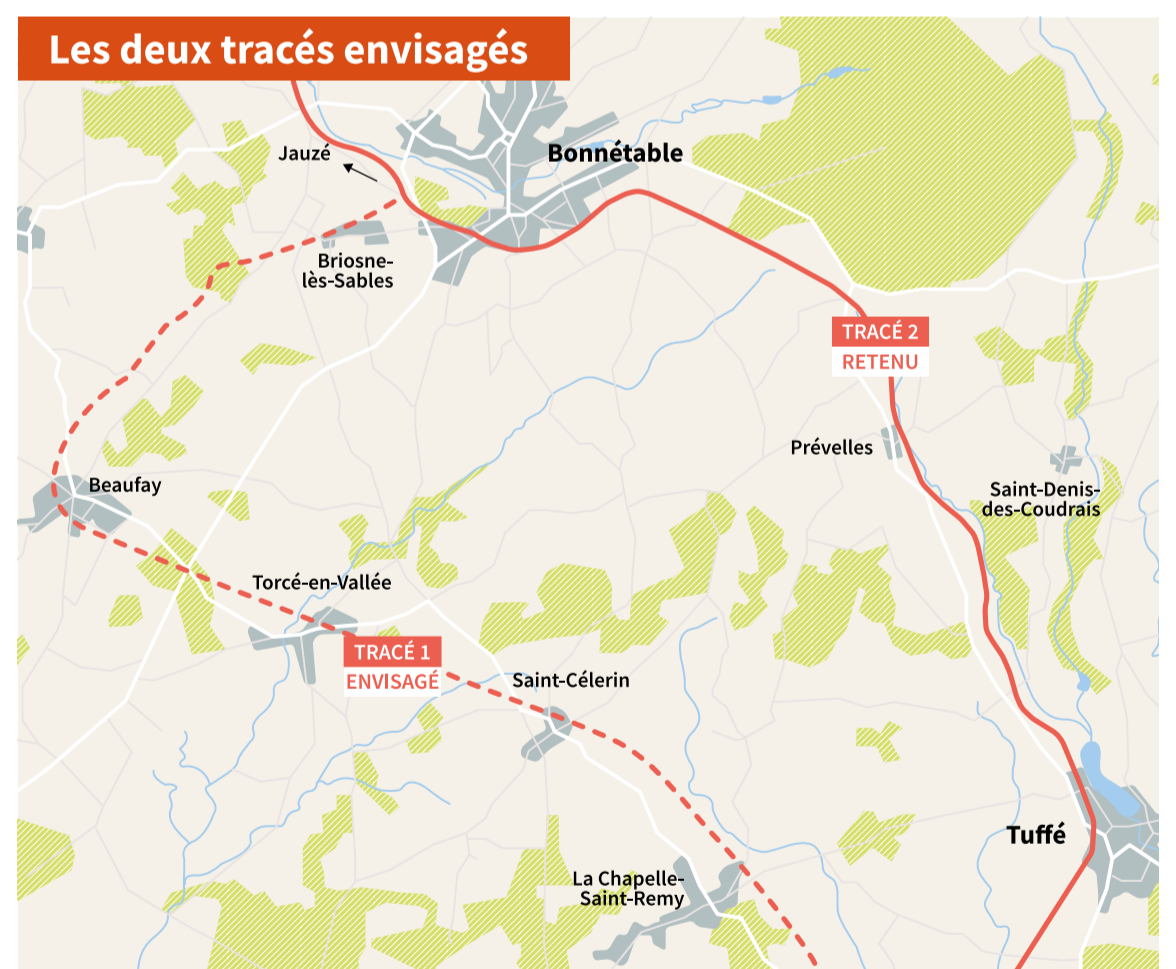 Les deux tracés envisagés
Jauzé
Bonnétable
Briosne-
lès-Sables
TRACÉ 2
RETENU
Prévelles
Beaufay
Saint-Denis-
des-Coudrais
Torcé-en-Vallée
TRACÉ 1
ENVISAGÉ
Saint-Célerin
Tuffé
La Chapelle-
Saint-Remy